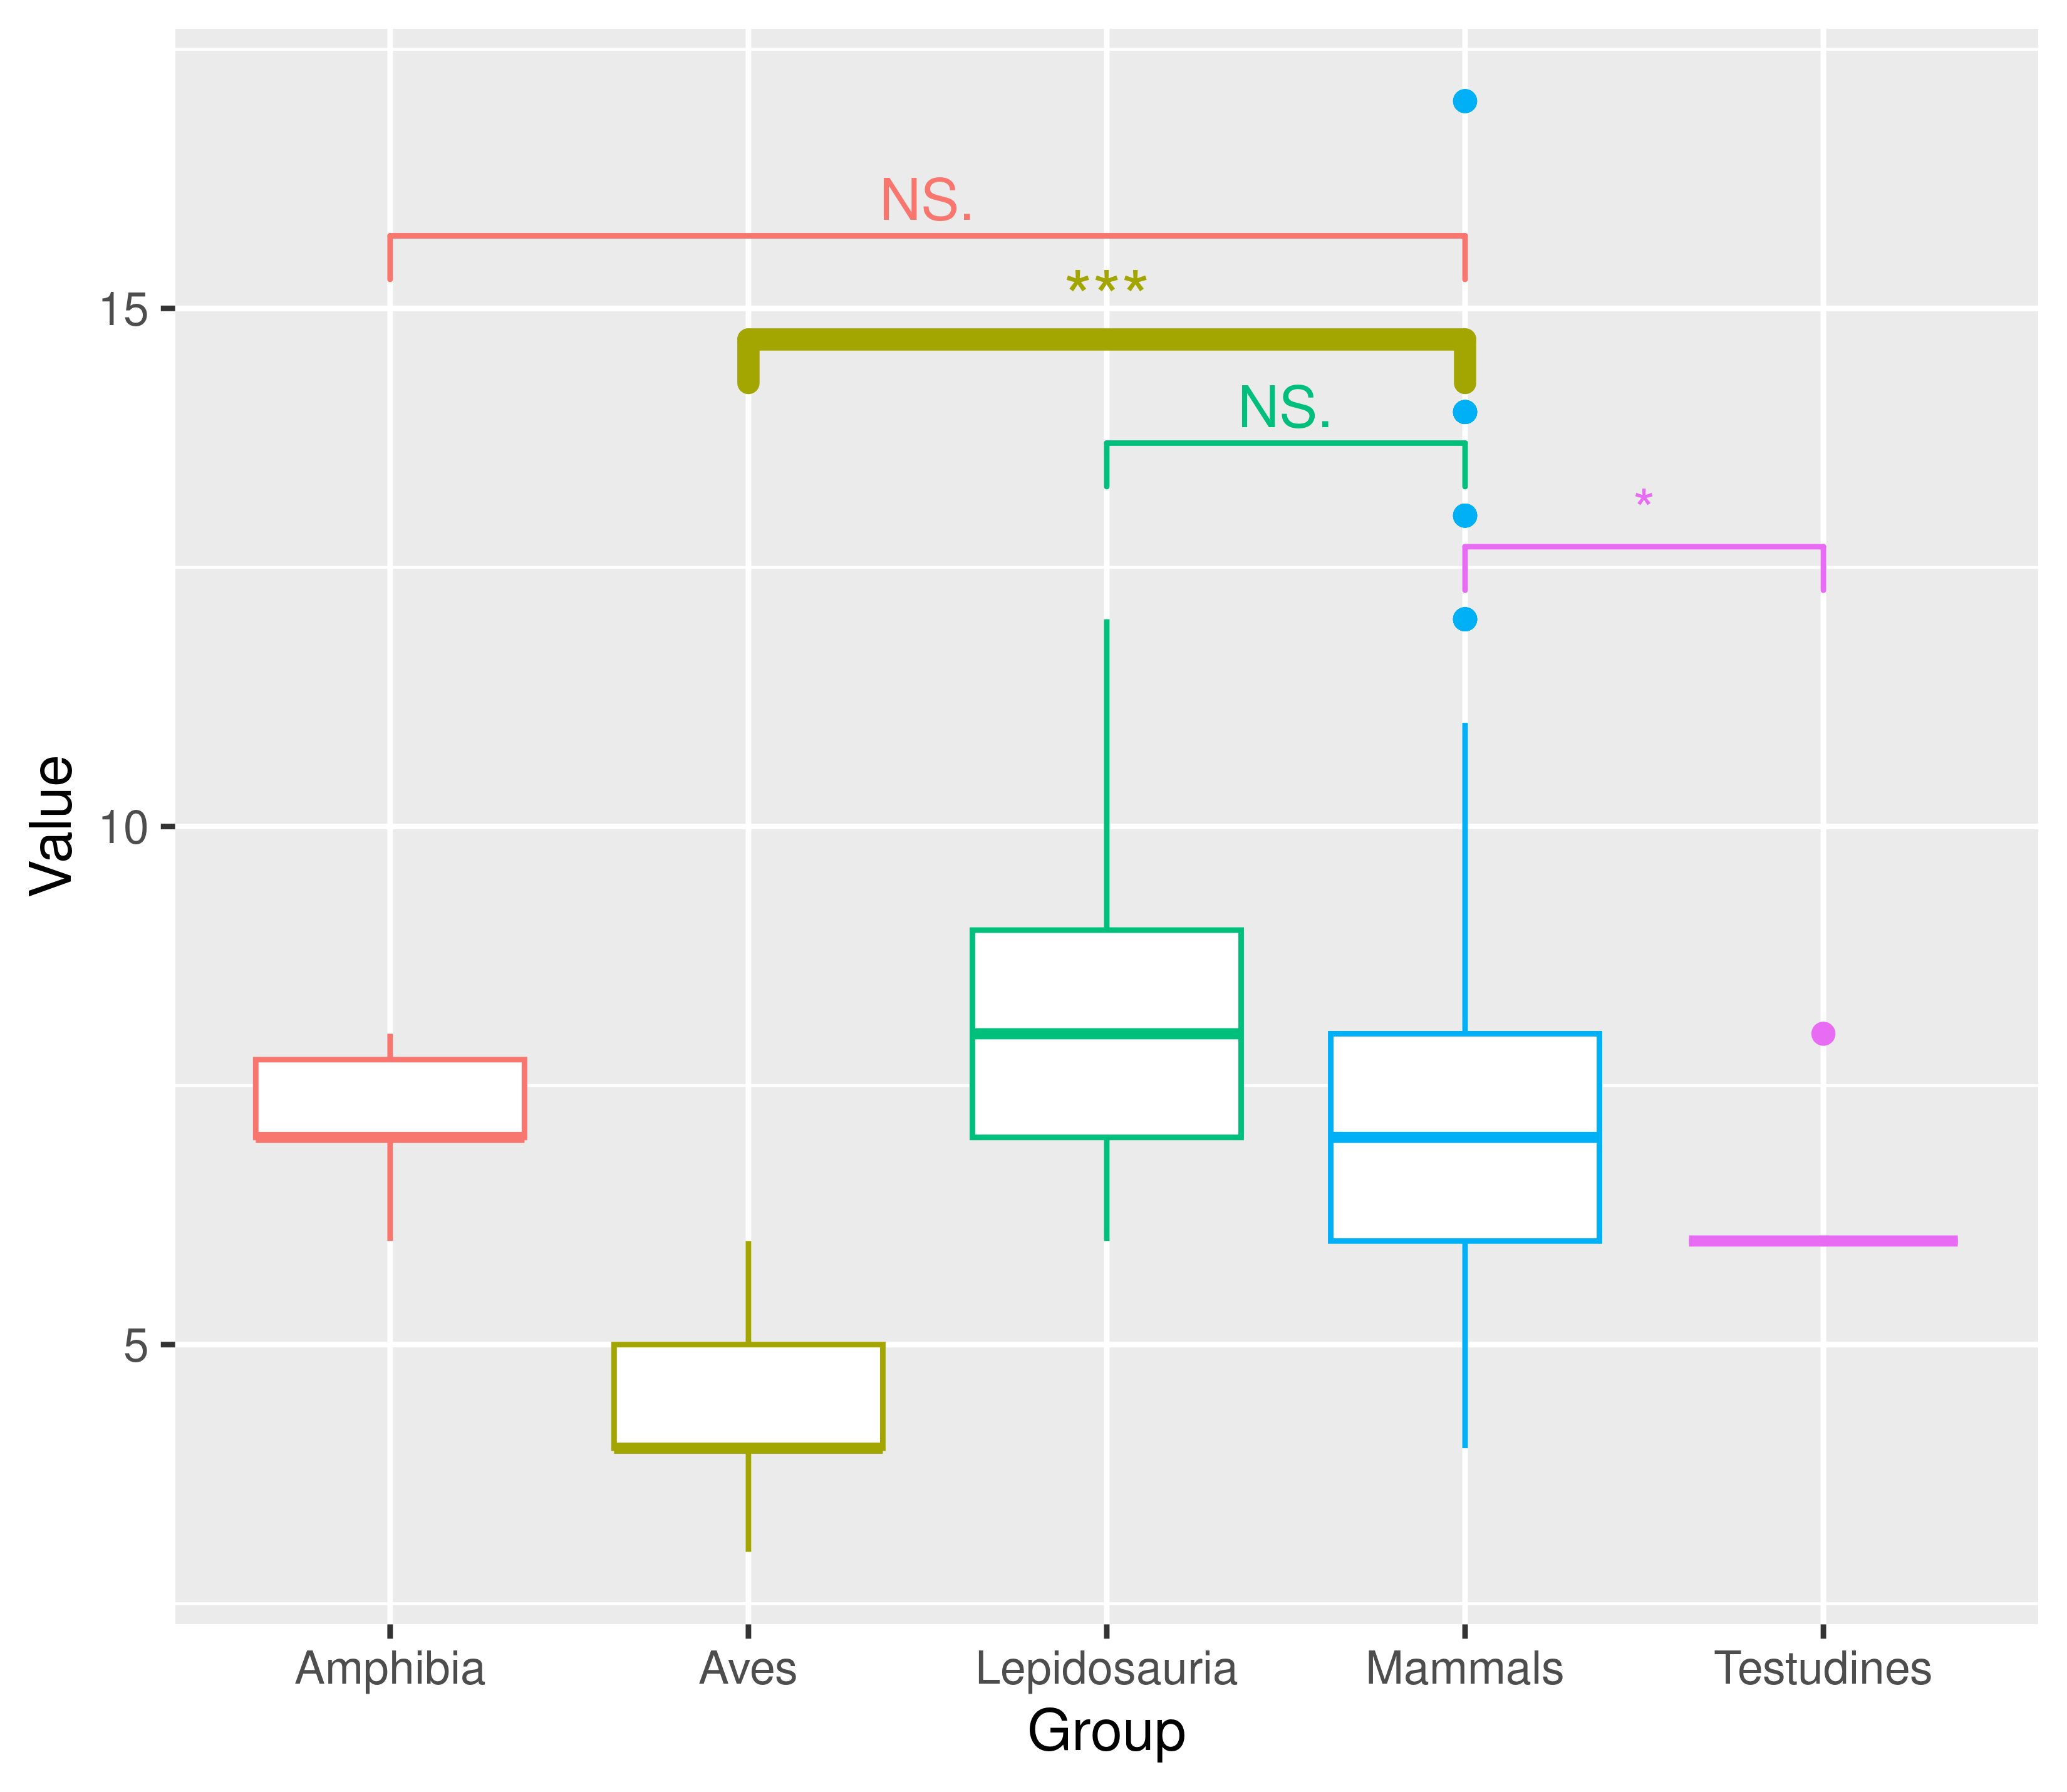 NS.
***
NS.
*
15
10
5
Value
Amphibia Aves Lepidosauria Mammals Testudines
Group